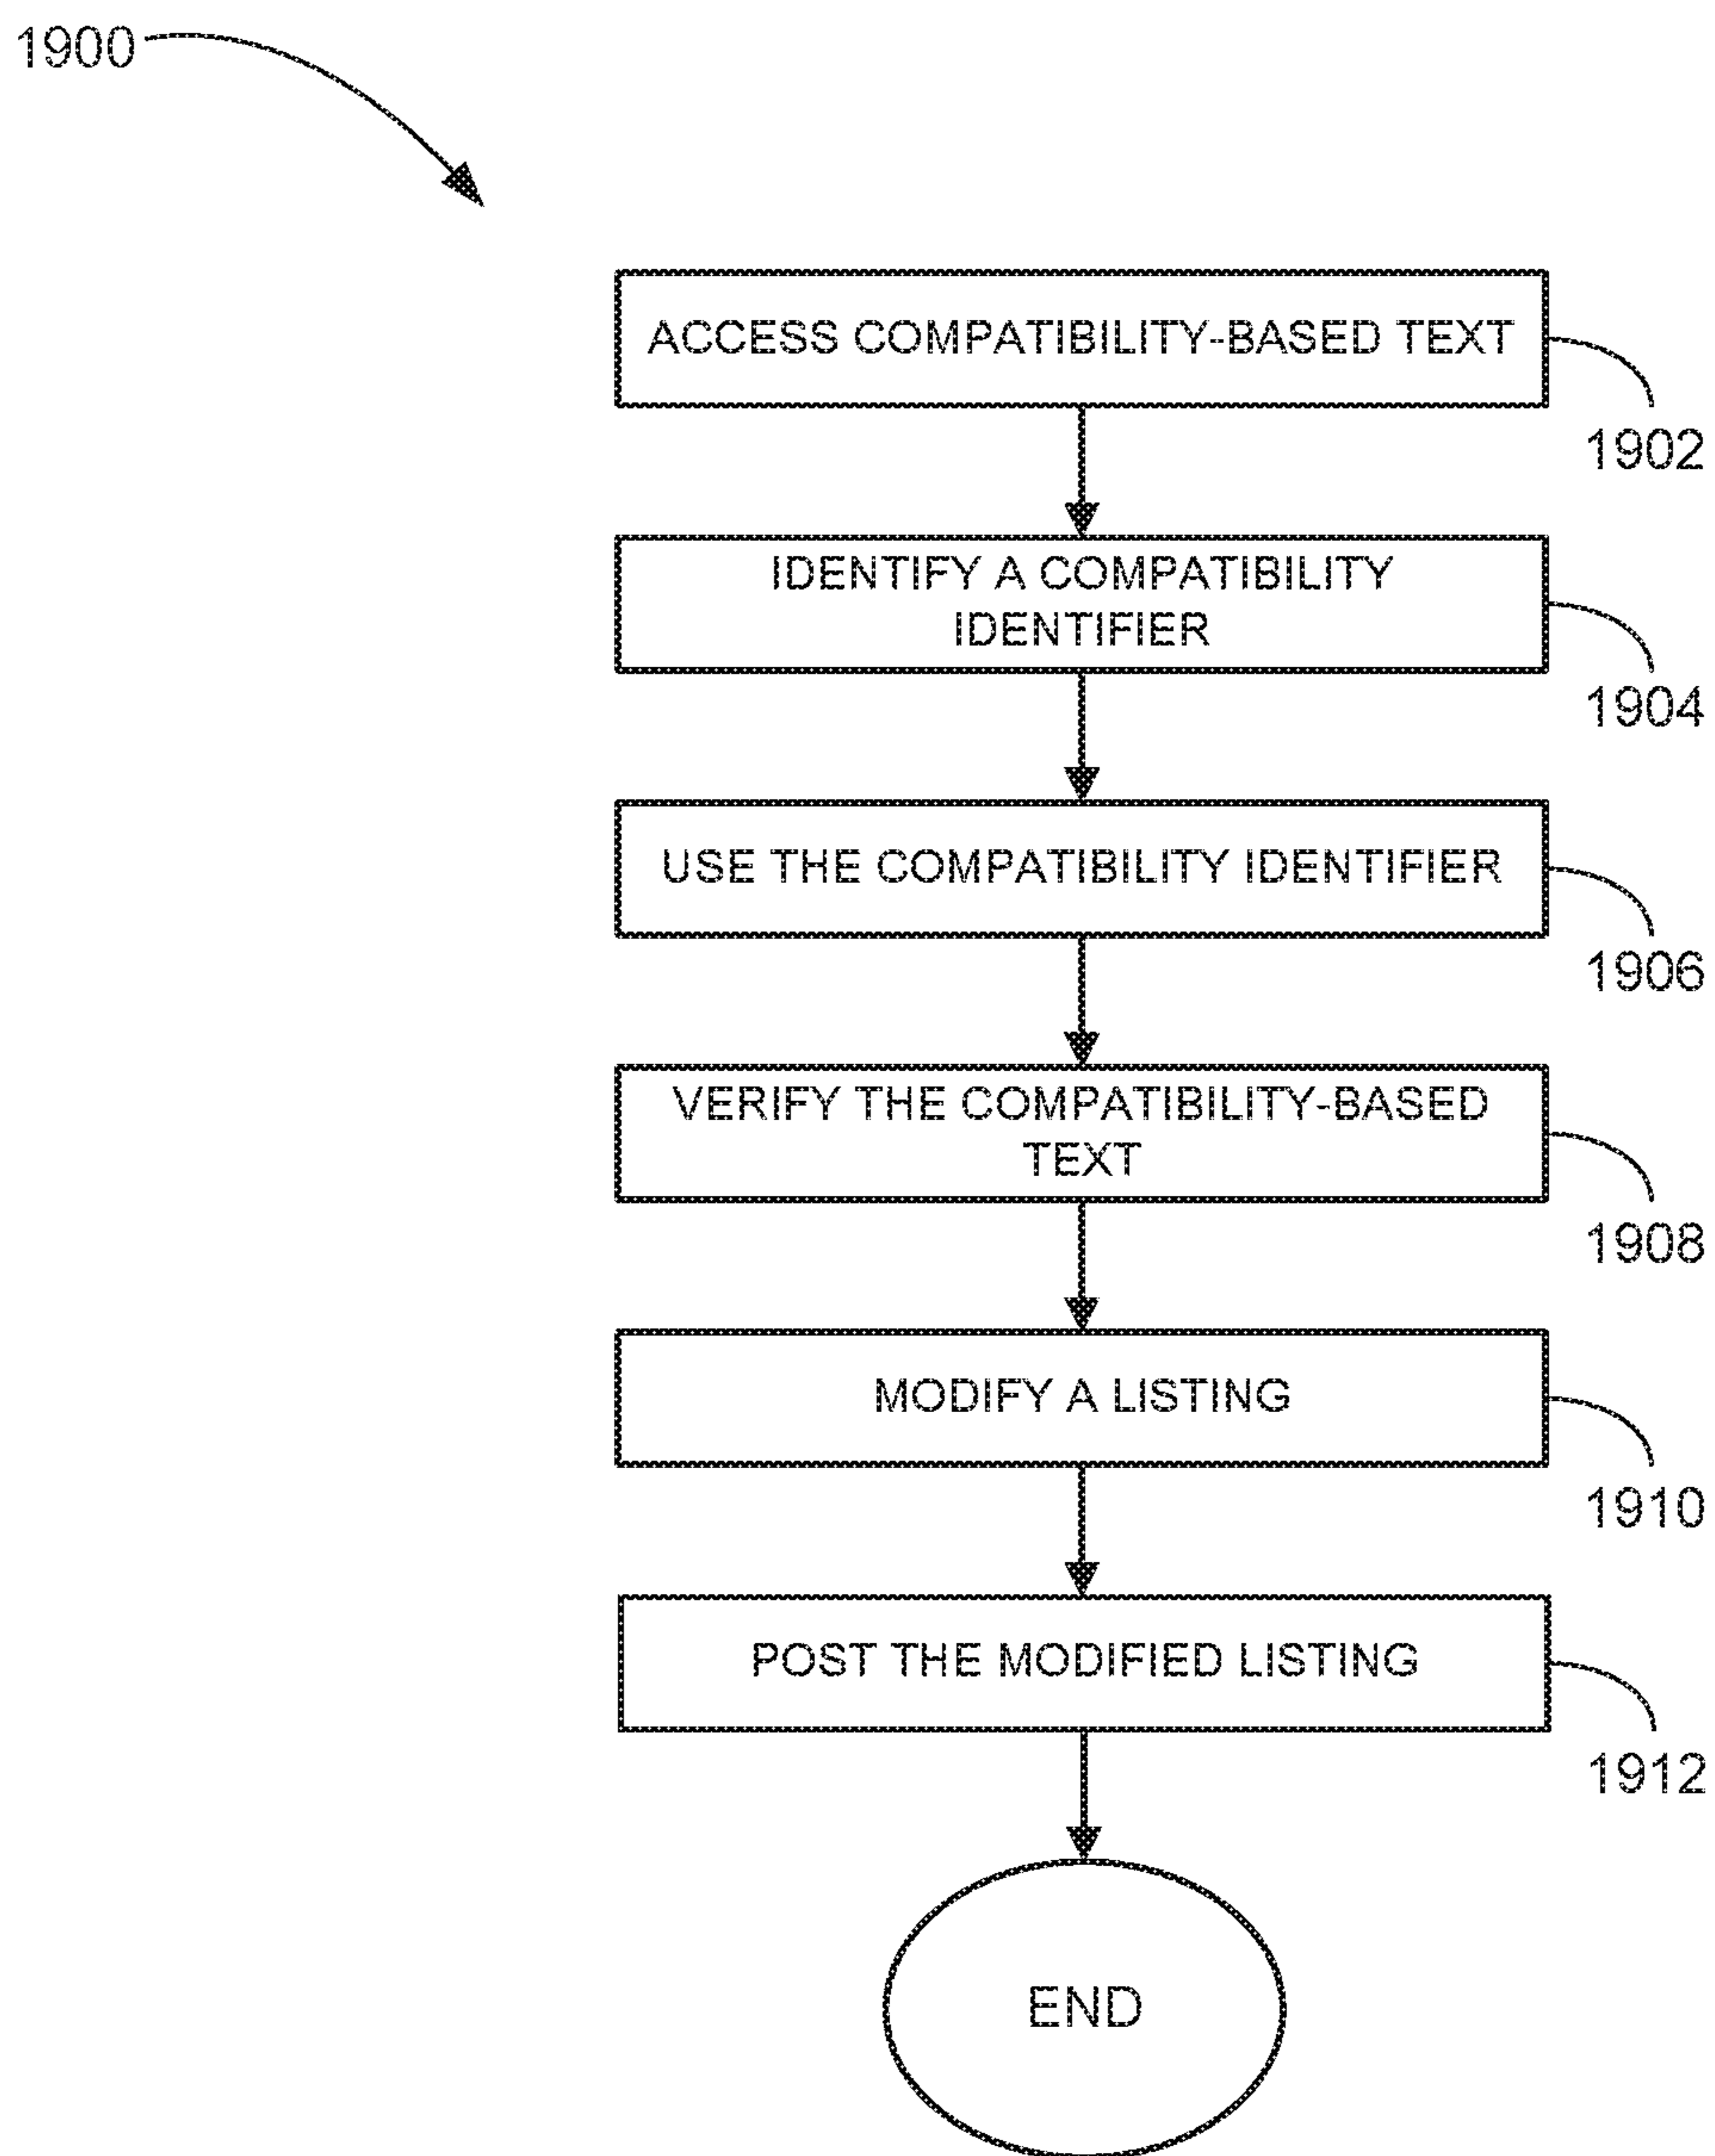 1900
ACCESS COMPATIBILITY-BASED TEXT
1902
IDENTIFY A COMPATIBILITY
IDENTIFIER
1904
USE THE COMPATIBILITY IDENTIFIER
1906
VERIFY THE COMPATIBILITY-BASED
TEXT
1908
MODIFY A LISTING
1910
POST THE MODIFIED LISTING
1912
END